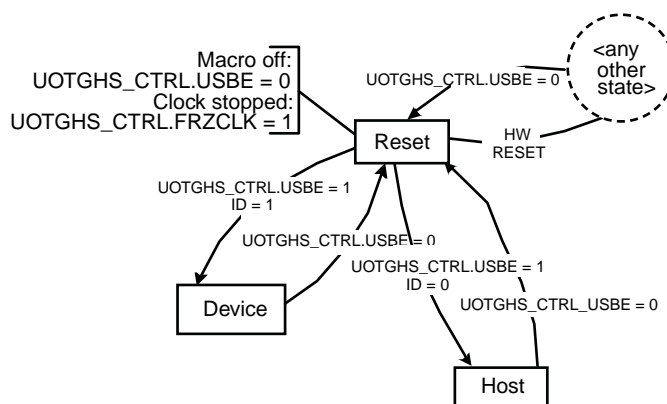 Macro off:
UOTGHS_CTRL.USBE = 0
Clock stopped:
UOTGHS_CTRL.FRZCLK = 1
<any
other
state>
UOTGHS_CTRL.USBE = 0
HW
RESET
Reset
UOTGHS_CTRL.USBE = 1
ID = 1
UOTGHS_CTRL.USBE = 0
UOTGHS_CTRL.USBE = 1
ID = 0
UOTGHS_CTRL_USBE = 0
Device
Host